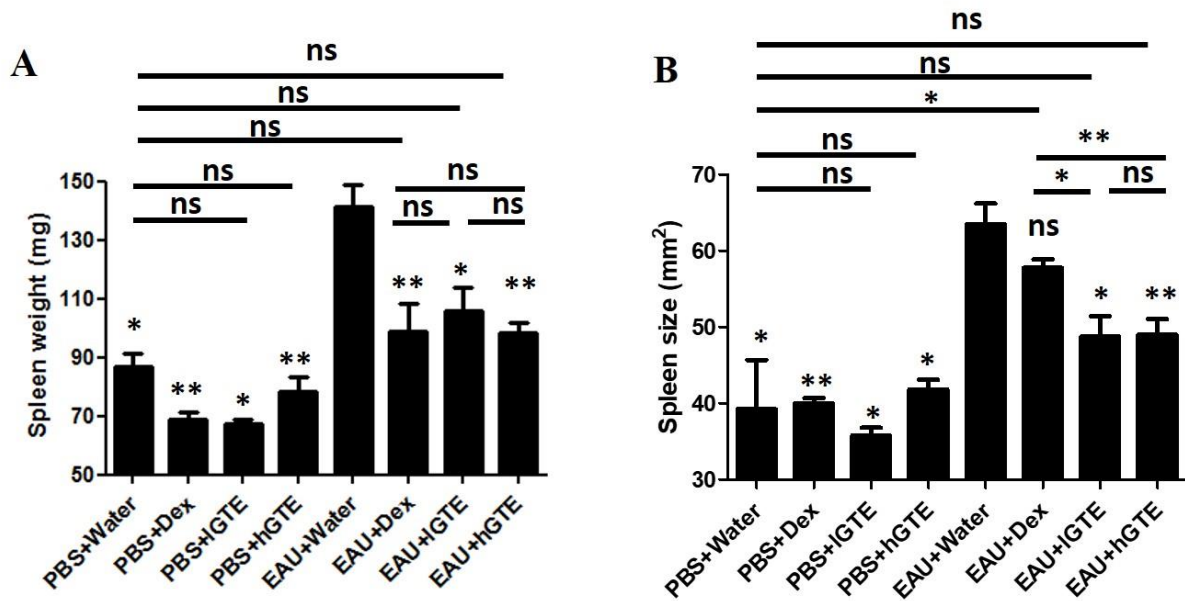 A
ns
ns
ns
ns
ns
ns
ns
ns
150
130
110
90
70
50
Spleen weight (mg)
*
**
*
**
**
*
**
PBS+Water
PBS+Dex
PBS+lGTE
PBS+hGTE
EAU+Water
EAU+Dex
EAU+lGTE
EAU+hGTE
B
ns
ns
*
ns
ns
**
*
ns
70
60
50
40
30
Spleen size (mm²)
*
**
*
*
ns
*
**
PBS+Water
PBS+Dex
PBS+lGTE
PBS+hGTE
EAU+Water
EAU+Dex
EAU+lGTE
EAU+hGTE